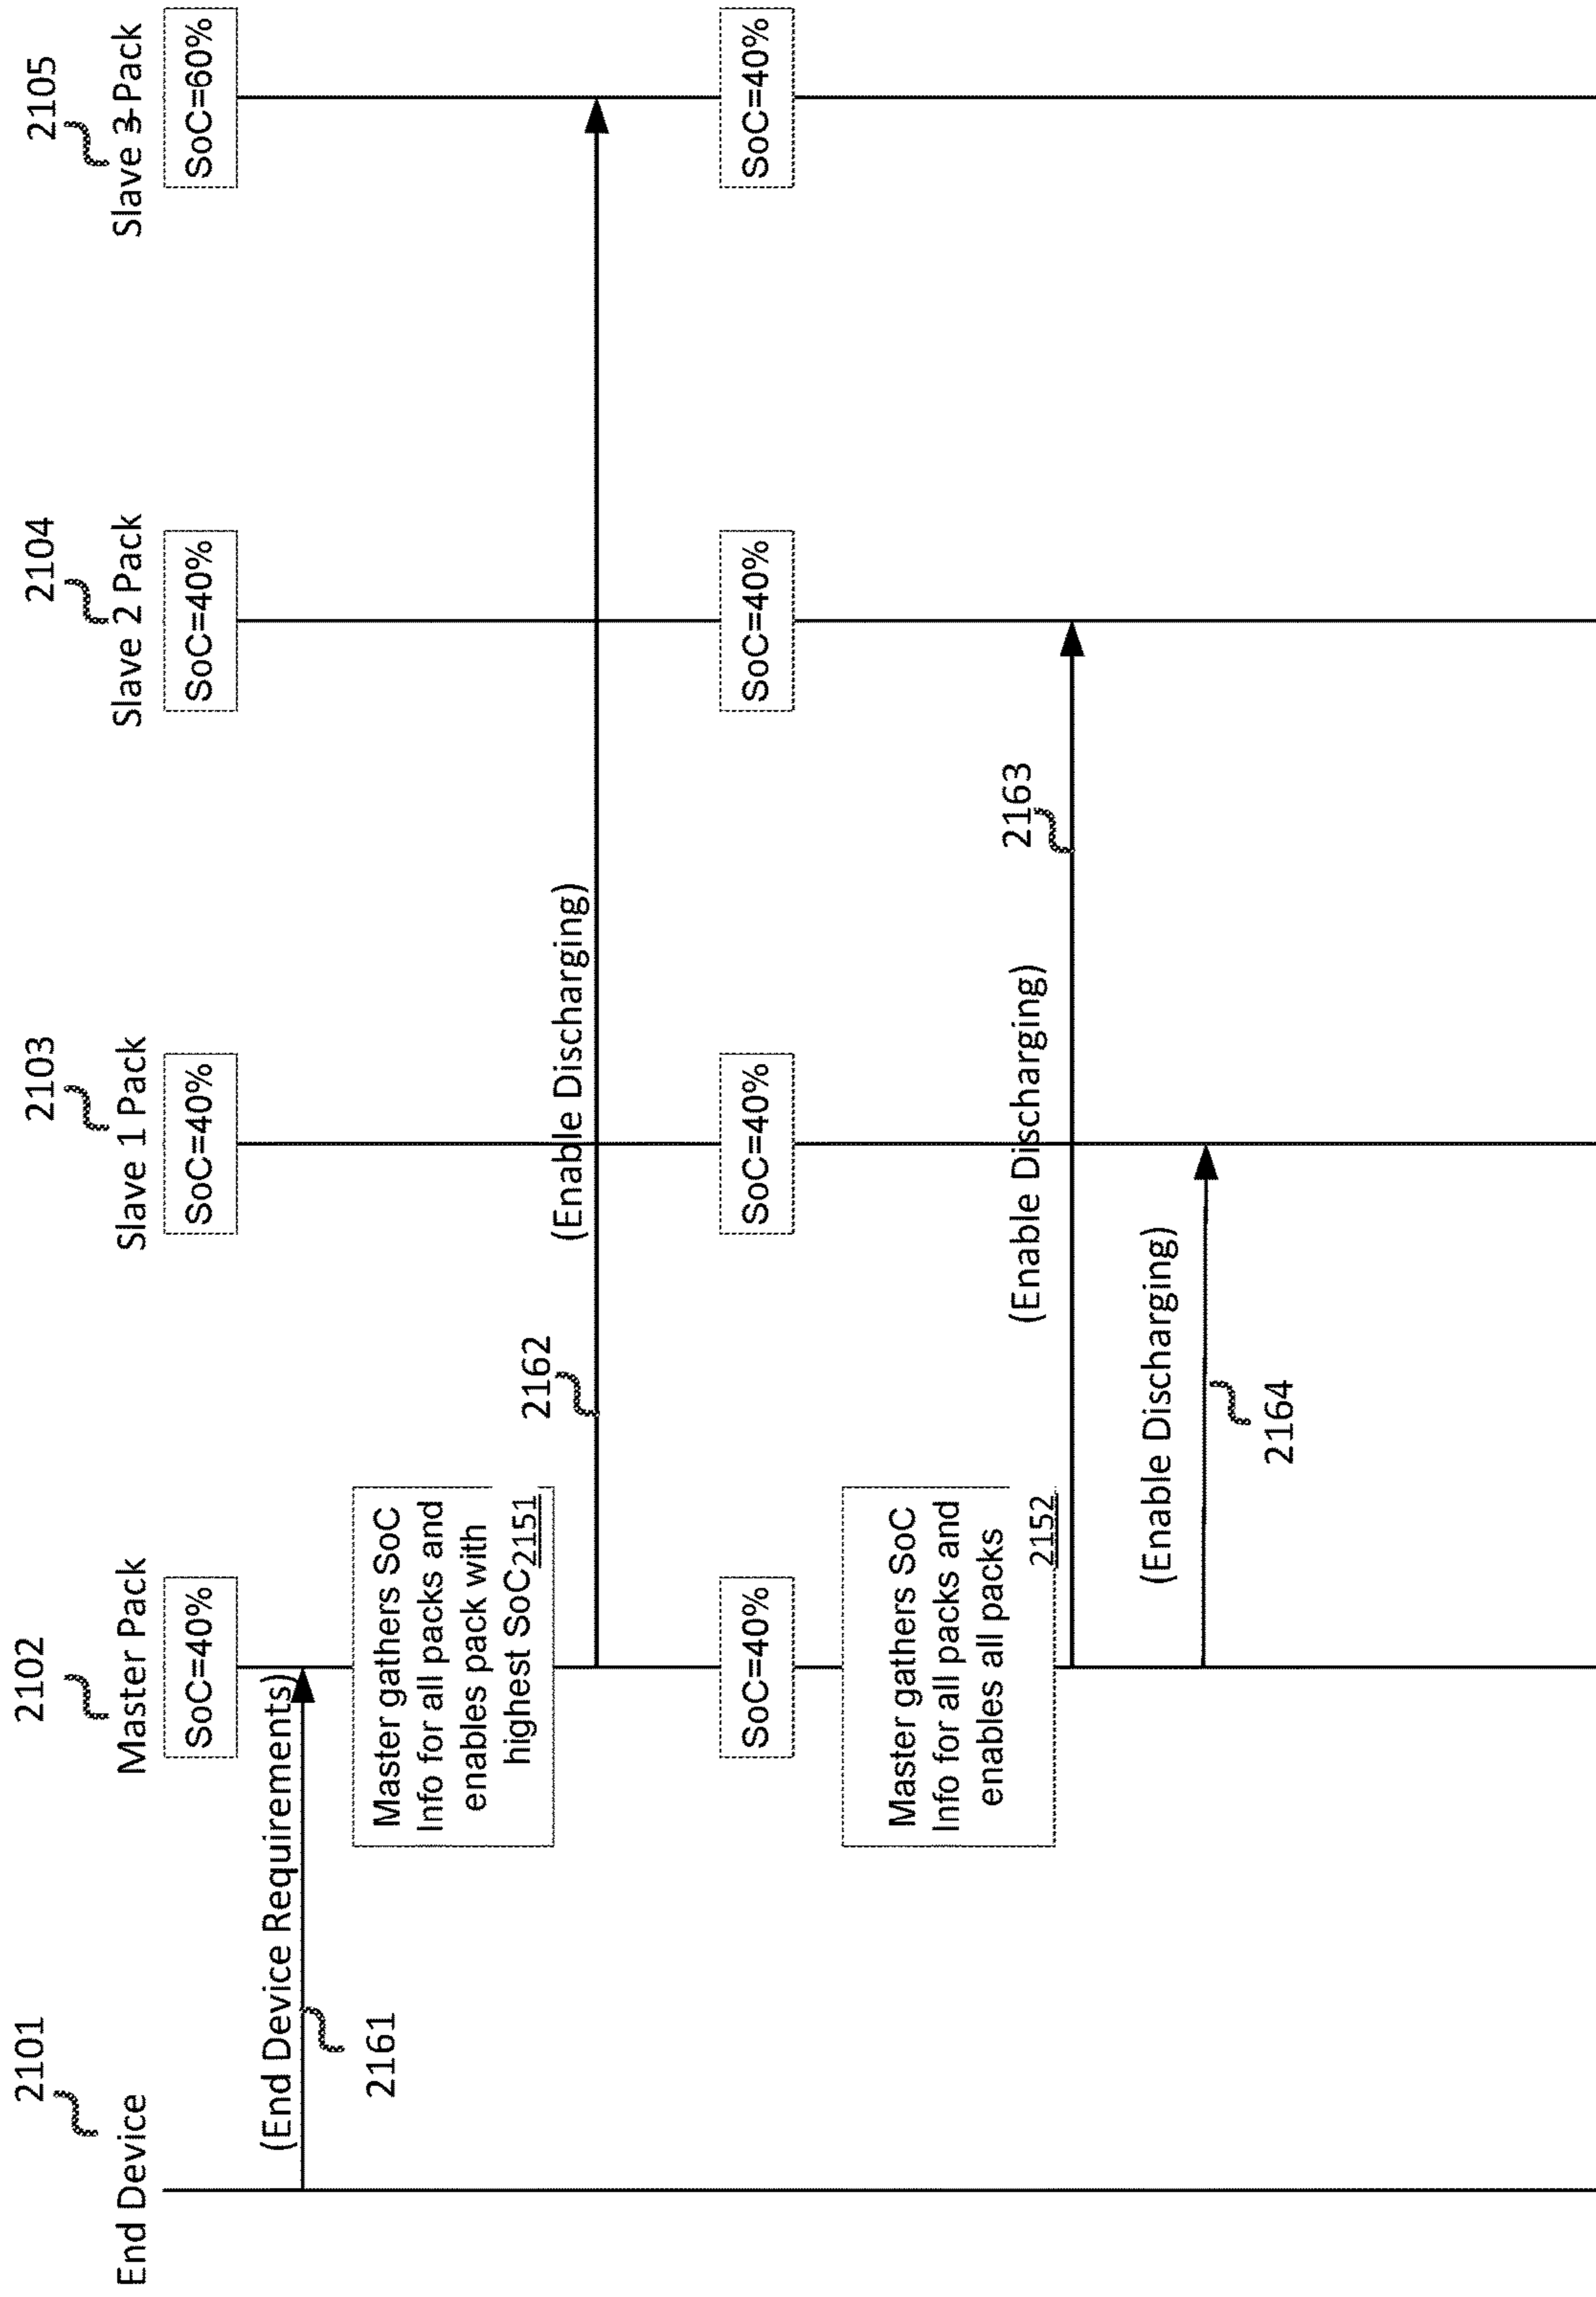 2101
2102
2103
2104
2105
End Device
Master Pack
Slave 1 Pack
Slave 2 Pack
Slave 3 Pack
SoC=40%
SoC=40%
SoC=40%
SoC=60%
(End Device Requirements)
2161
Master gathers SoC
Info for all packs and
enables pack with
highest SoC 2151
2162
(Enable Discharging)
SoC=40%
SoC=40%
SoC=40%
SoC=40%
Master gathers SoC
Info for all packs and
enables all packs
2152
(Enable Discharging)
2163
(Enable Discharging)
2164